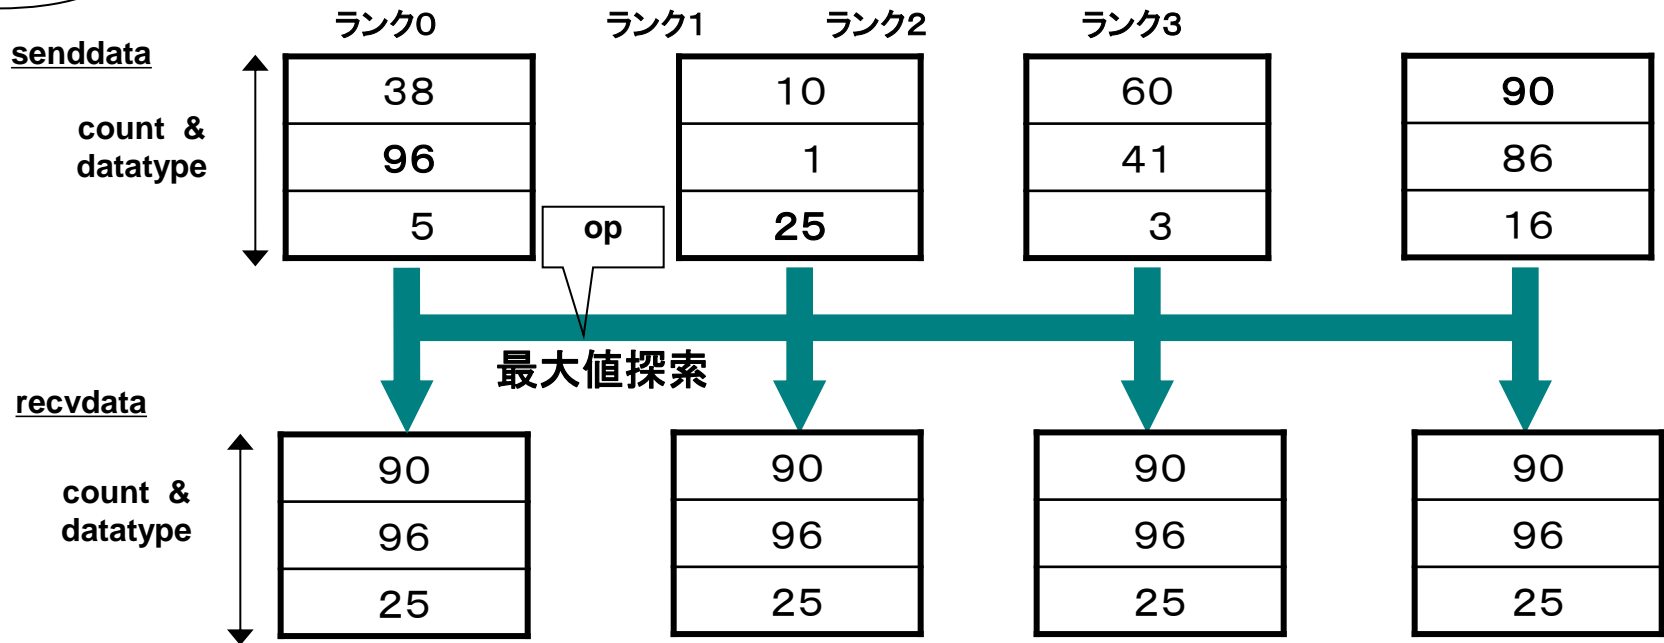 ランク0 ランク1 ランク2 ランク3
senddata
count & datatype
38 10 60 90
96 1 41 86
5 25 3 16
op
最大値探索
recvdata
count & datatype
90 90 90 90
96 96 96 96
25 25 25 25